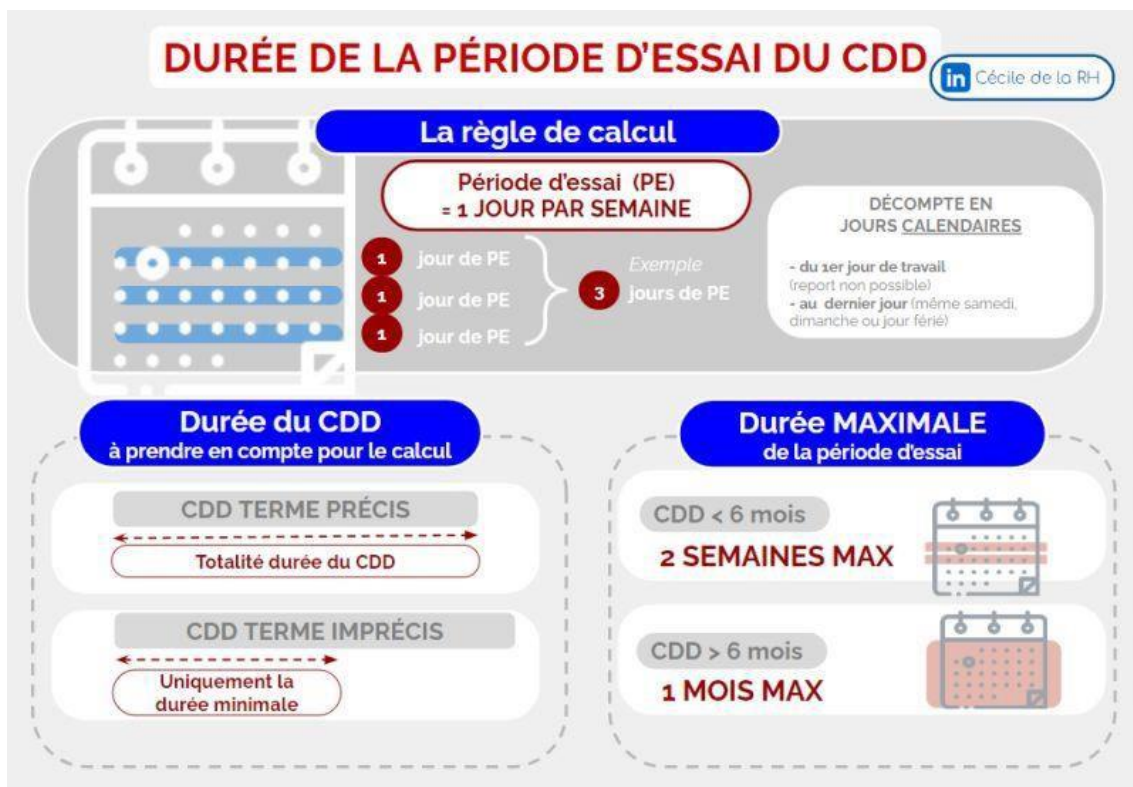 DURÉE DE LA PÉRIODE D'ESSAI DU CDD
in Cécile de la RH
La règle de calcul
Période d'essai (PE)
= 1 JOUR PAR SEMAINE
1 jour de PE
1 jour de PE
1 jour de PE
Exemple
3 jours de PE
DÉCOMPTE EN
JOURS CALENDAIRES
- du 1er jour de travail
(report non possible)
- au dernier jour (même samedi,
dimanche ou jour férié)
Durée du CDD
à prendre en compte pour le calcul
CDD TERME PRÉCIS
Totalité durée du CDD
CDD TERME IMPRÉCIS
Uniquement la
durée minimale
Durée MAXIMALE
de la période d'essai
CDD < 6 mois
2 SEMAINES MAX
CDD > 6 mois
1 MOIS MAX